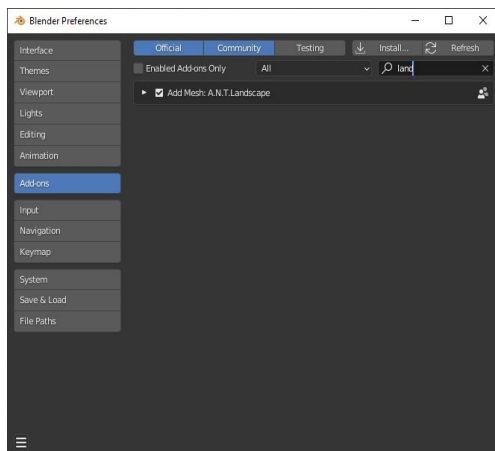 Blender Preferences
Interface
Themes
Viewport
Lights
Editing
Animation
Add-ons
Input
Navigation
Keymap
System
Save & Load
File Paths
Official Community Testing Install... Refresh
Enabled Add-ons Only All land
Add Mesh: A.N.T.Landscape